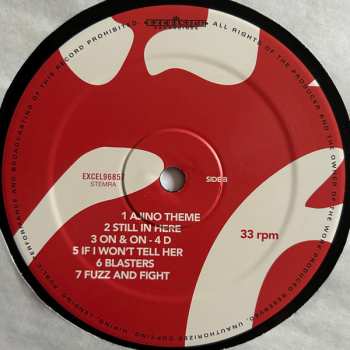 EXCELSIOR
RECORDINGS
ALL RIGHTS OF THE PRODUCER AND THE OWNER OF THE WORK PRODUCED RESERVED. UNAUTHORIZED COPYING, HIRING, LENDING, PUBLIC PERFORMANCE AND BROADCASTING OF THIS RECORD PROHIBITED.
STEMRA
SIDE B
1 AJINO THEME
2 STILL IN HERE
3 ON & ON - 4 D
5 IF I WON'T TELL HER
6 BLASTERS
7 FUZZ AND FIGHT
33 rpm